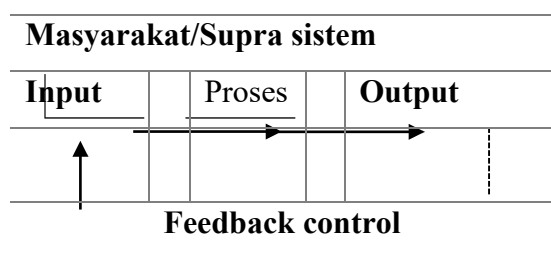 Masyarakat/Supra sistem
Input Proses Output
Feedback control